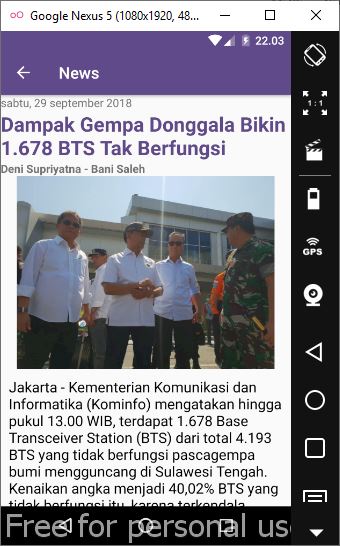 Google Nexus 5 (1080x1920, 48...
22.03
News
sabtu, 29 september 2018
Dampak Gempa Donggala Bikin
1.678 BTS Tak Berfungsi
Deni Supriyatna - Bani Saleh
1:1
GPS
Jakarta - Kementerian Komunikasi dan
Informatika (Kominfo) mengatakan hingga
pukul 13.00 WIB, terdapat 1.678 Base
Transceiver Station (BTS) dari total 4.193
BTS yang tidak berfungsi pascagempa
bumi mengguncang di Sulawesi Tengah.
Kenaikan angka menjadi 40,02% BTS yang
tidak berfungsi itu, karena terkendala
Free for personal use